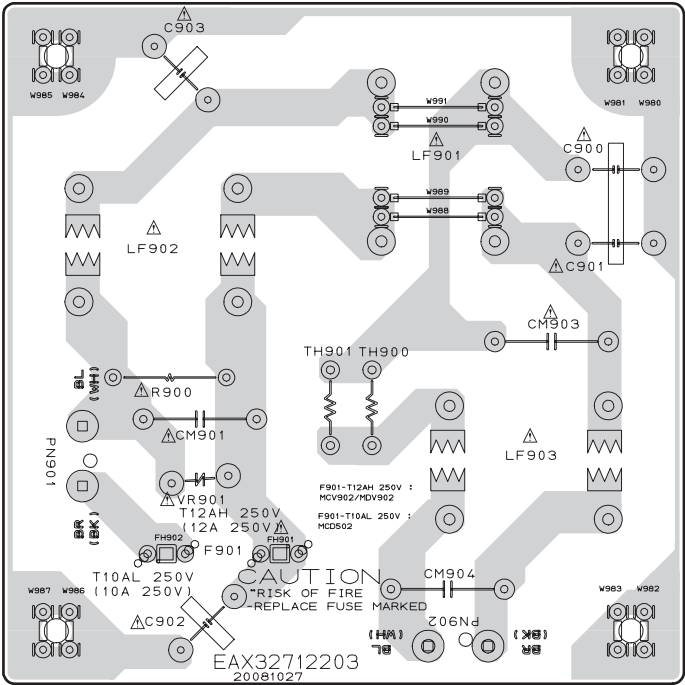 C903
W985 W984
W991
W990
LF901
W981 W980
C900
LF902
W989
W988
C901
CM903
TH901 TH900
BL
(WH)
R900
CM901
PN901
LF903
VR901
F901-T12AH 250V :
MCV902/MDV902
F901-T10AL 250V :
MCD502
T12AH 250V
(12A 250V)
BR
(BK)
FH902
F901
FH901
T10AL 250V
(10A 250V)
CAUTION
"RISK OF FIRE
-REPLACE FUSE MARKED
CM904
W987 W986
W983 W982
C902
PN902
BL
(WH)
BR
(BK)
EAX32712203
20081027